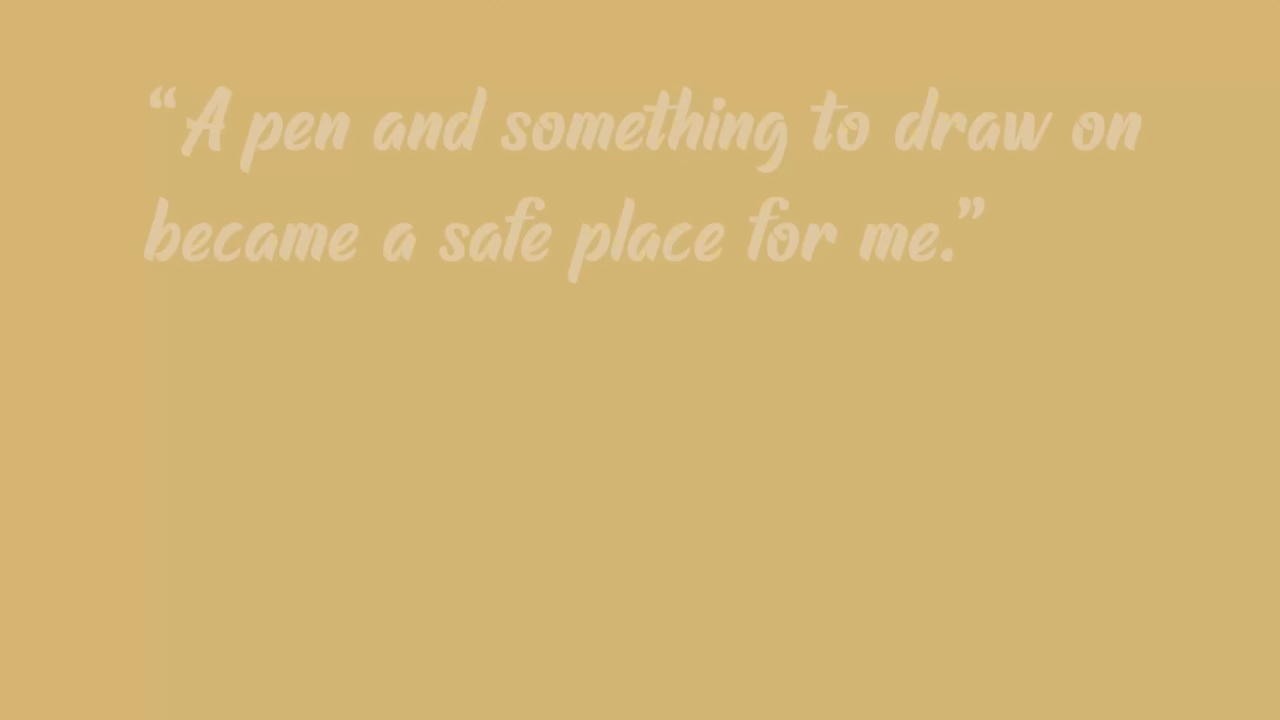 “A pen and something to draw on
became a safe place for me.”